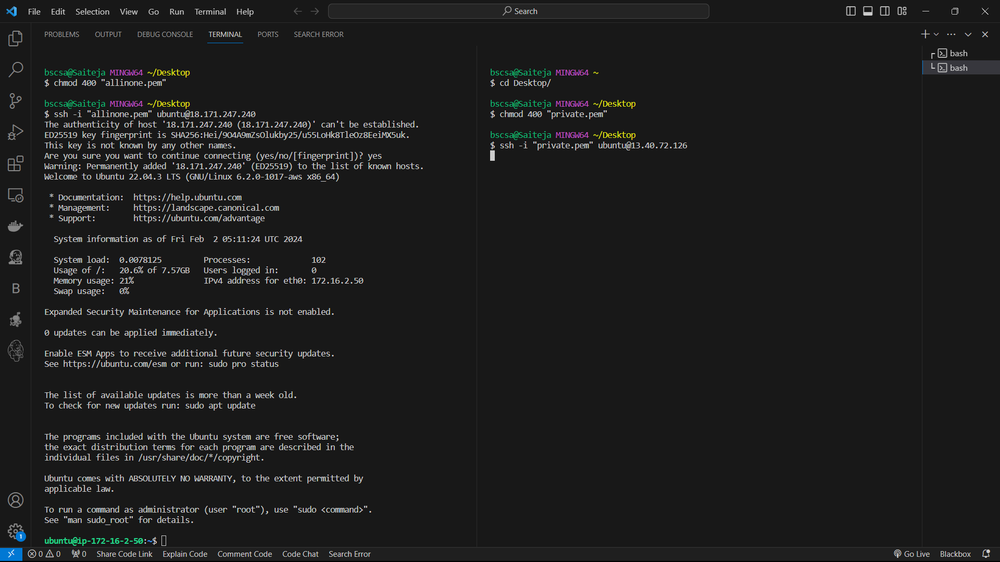 File Edit Selection View Go Run Terminal Help
Search
PROBLEMS OUTPUT DEBUG CONSOLE TERMINAL PORTS SEARCH ERROR
bscsa@Saiteja MINGW64 ~/Desktop
$ chmod 400 "allinone.pem"
bscsa@Saiteja MINGW64 ~/Desktop
$ ssh -i "allinone.pem" ubuntu@18.171.247.240
The authenticity of host '18.171.247.240 (18.171.247.240)' can't be established.
ED25519 key fingerprint is SHA256:Hei/9O4A9mZsOlukby25/u55LoHk8TleOz8EeiMX5uk.
This key is not known by any other names.
Are you sure you want to continue connecting (yes/no/[fingerprint])? yes
Warning: Permanently added '18.171.247.240' (ED25519) to the list of known hosts.
Welcome to Ubuntu 22.04.3 LTS (GNU/Linux 6.2.0-1017-aws x86_64)
* Documentation: https://help.ubuntu.com
* Management: https://landscape.canonical.com
* Support: https://ubuntu.com/advantage
System information as of Fri Feb 2 05:11:24 UTC 2024
System load: 0.0078125 Processes: 102
Usage of /: 20.6% of 7.57GB Users logged in: 0
Memory usage: 21% IPv4 address for eth0: 172.16.2.50
Swap usage: 0%
Expanded Security Maintenance for Applications is not enabled.
0 updates can be applied immediately.
Enable ESM Apps to receive additional future security updates.
See https://ubuntu.com/esm or run: sudo pro status
The list of available updates is more than a week old.
To check for new updates run: sudo apt update
The programs included with the Ubuntu system are free software;
the exact distribution terms for each program are described in the
individual files in /usr/share/doc/*/copyright.
Ubuntu comes with ABSOLUTELY NO WARRANTY, to the extent permitted by
applicable law.
To run a command as administrator (user "root"), use "sudo <command>".
See "man sudo_root" for details.
ubuntu@ip-172-16-2-50:~$
bscsa@Saiteja MINGW64 ~
$ cd Desktop/
bscsa@Saiteja MINGW64 ~/Desktop
$ chmod 400 "private.pem"
bscsa@Saiteja MINGW64 ~/Desktop
$ ssh -i "private.pem" ubuntu@13.40.72.126
bash
bash
B
1
0 0 0 Share Code Link Explain Code Comment Code Code Chat Search Error Go Live Blackbox